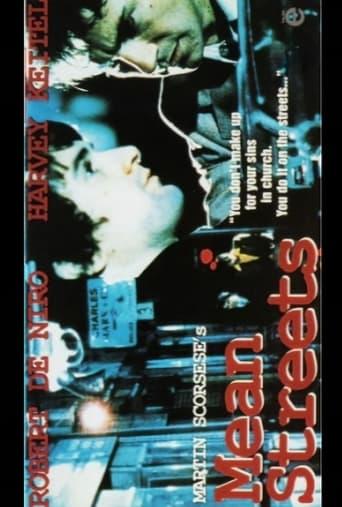 ROBERT DE NIRO HARVEY KEITEL
"You don't make up
for your sins
in church.
You do it on the streets..."
CHARLES
MARTIN SCORSESE's
Mean
Streets